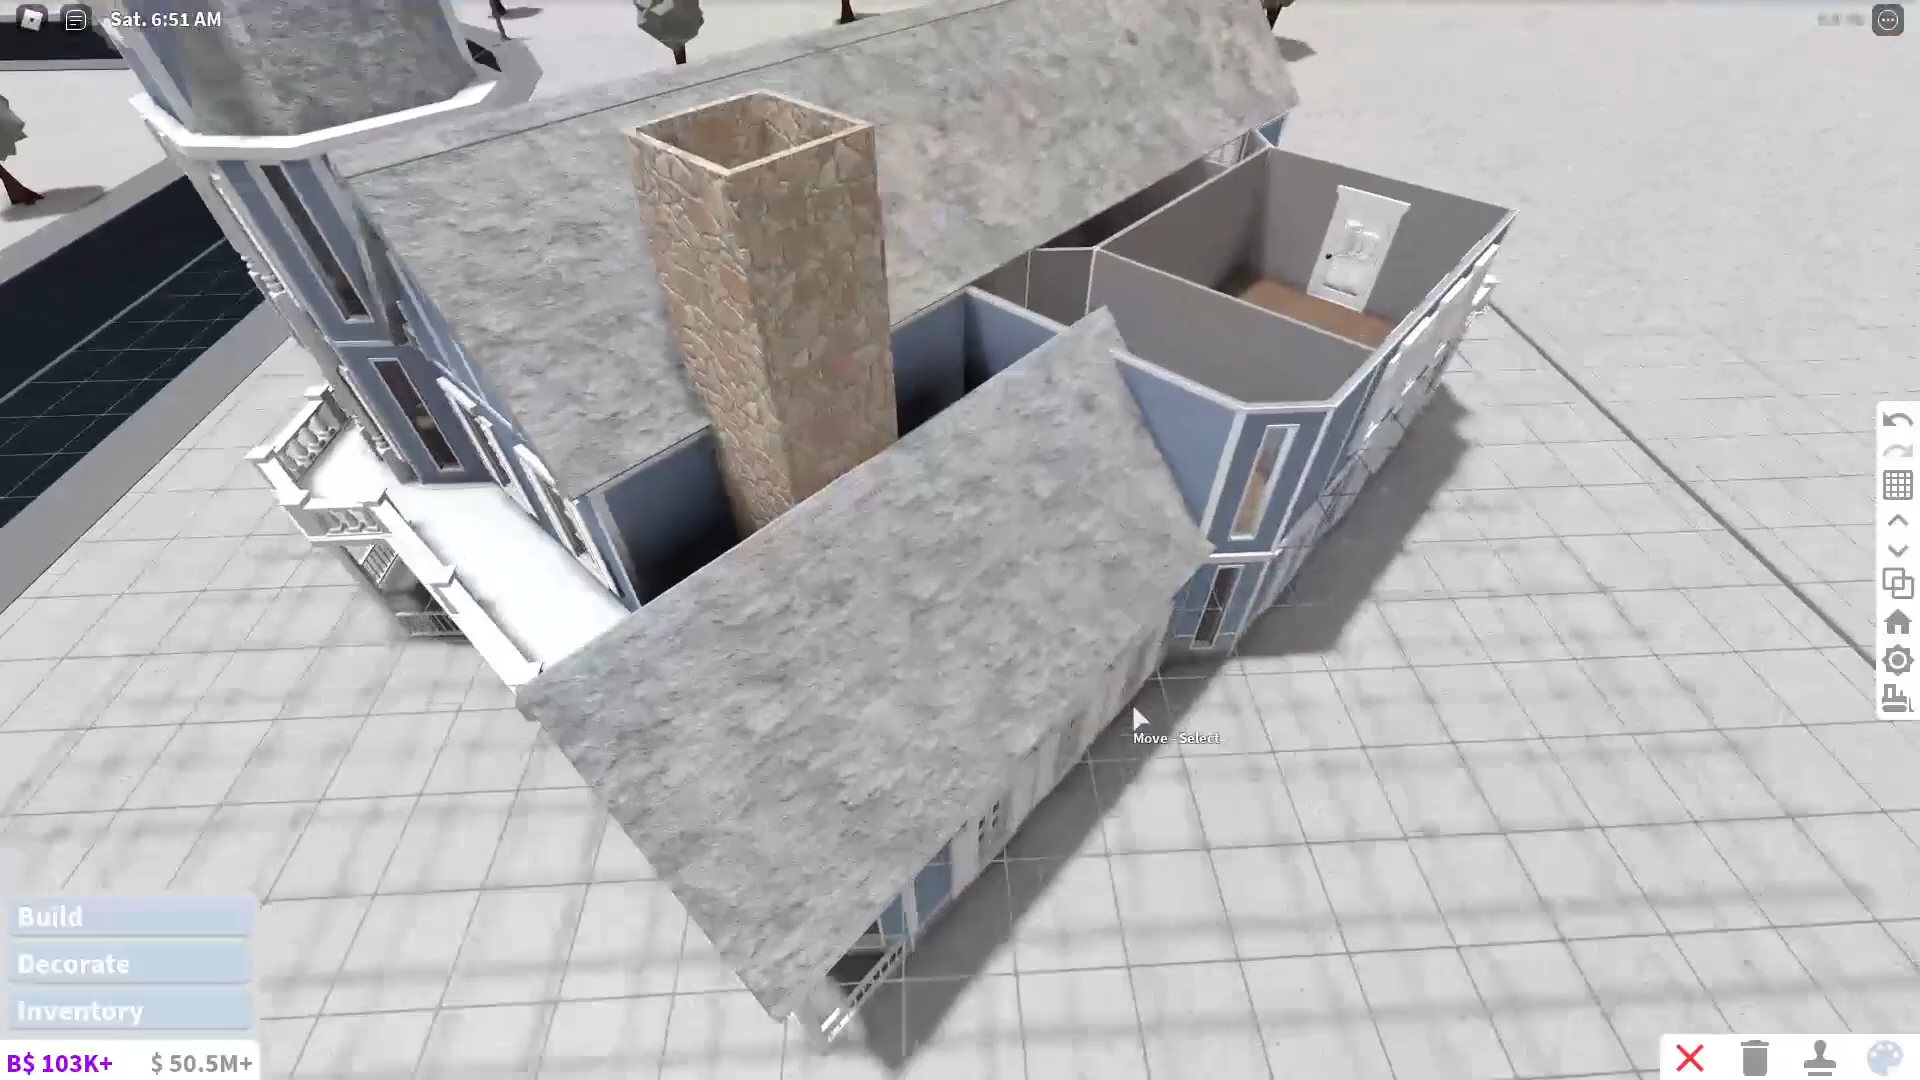 Sat. 6:51 AM
Move - Select
Build
Decorate
Inventory
B$ 103K+
$ 50.5M+